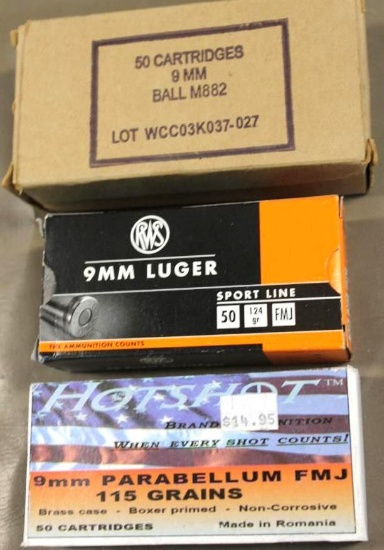 50 CARTRIDGES
9 MM
BALL M882
LOT WCC03K037-027
RWS
9MM LUGER
SPORT LINE
50 124 gr FMJ
THE AMMUNITION COUNTS
HOTSHOT™
BRAND
$14.95
WHEN EVERY SHOT COUNTS!
9mm PARABELLUM FMJ
115 GRAINS
Brass case - Boxer primed - Non-Corrosive
50 CARTRIDGES Made in Romania